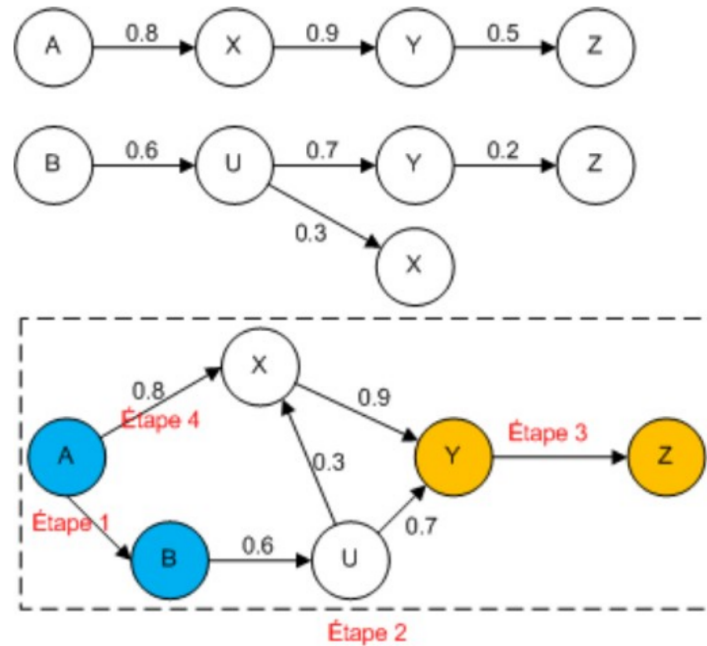 A 0.8 X 0.9 Y 0.5 Z
B 0.6 U 0.7 Y 0.2 Z
0.3
X
X
0.8
0.9
Étape 4
Étape 3
A
Y
Z
0.3
Étape 1
0.7
B
0.6
U
Étape 2